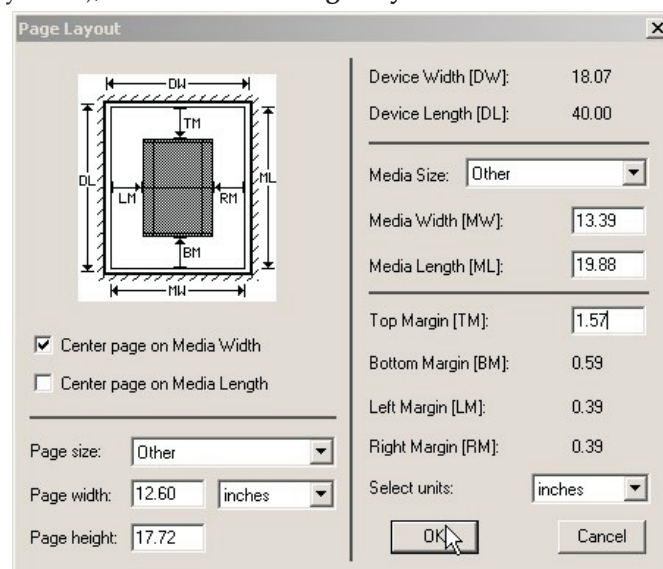 Page Layout
DW
TM
DL
ML
LM
RM
BM
MW
Center page on Media Width
Center page on Media Length
Page size: Other
Page width: 12.60 inches
Page height: 17.72
Device Width [DW]: 18.07
Device Length [DL]: 40.00
Media Size: Other
Media Width [MW]: 13.39
Media Length [ML]: 19.88
Top Margin [TM]: 1.57
Bottom Margin [BM]: 0.59
Left Margin [LM]: 0.39
Right Margin [RM]: 0.39
Select units: inches
OK
Cancel